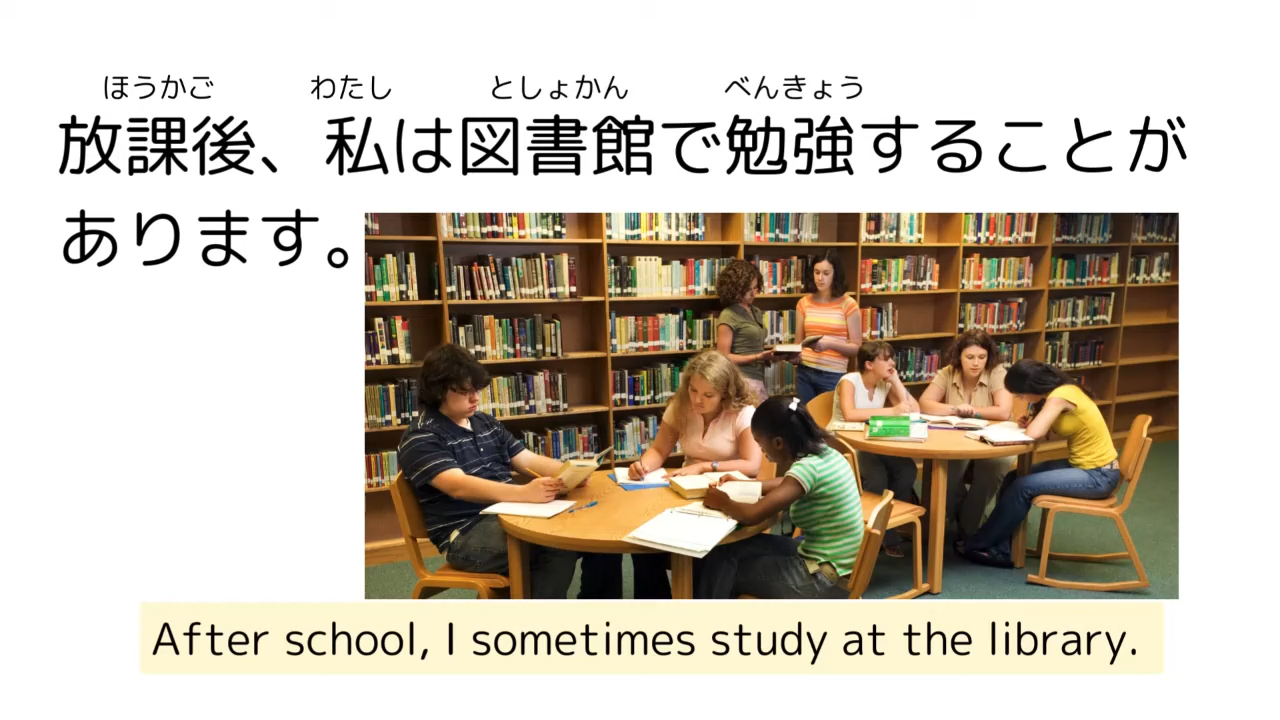 ほうかご わたし としょかん べんきょう
放課後、私は図書館で勉強することが
あります。
After school, I sometimes study at the library.